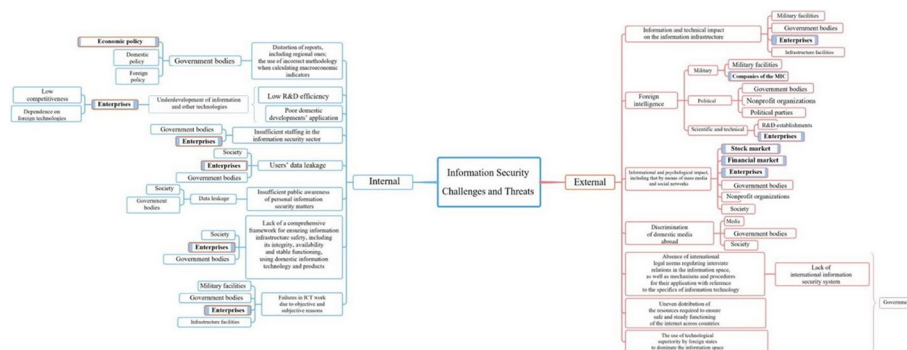 Information Security
Challenges and Threats
Internal
Distortion of reports,
including regional ones;
the use of incorrect methodology
when calculating macroeconomic
indicators
Government bodies
Economic policy
Domestic
policy
Foreign
policy
Low R&D efficiency
Poor domestic
developments' application
Underdevelopment of information
and other technologies
Enterprises
Low
competitiveness
Dependence on
foreign technologies
Insufficient staffing in the
information security sector
Government bodies
Enterprises
Users' data leakage
Society
Enterprises
Government bodies
Insufficient public awareness
of personal information
security matters
Data leakage
Society
Government
bodies
Lack of a comprehensive
framework for ensuring information
infrastructure safety, including
its integrity, availability
and stable functioning,
using domestic information
technology and products
Society
Enterprises
Government bodies
Failures in ICT work
due to objective and
subjective reasons
Military facilities
Government bodies
Enterprises
Infrastructure facilities
External
Information and technical impact
on the information infrastructure
Military facilities
Government bodies
Enterprises
Infrastructure facilities
Foreign
intelligence
Military
Military facilities
Companies of the MIC
Political
Government bodies
Nonprofit organizations
Political parties
Scientific and technical
R&D establishments
Enterprises
Informational and psychological impact,
including that by means of mass media
and social networks
Stock market
Financial market
Enterprises
Government bodies
Nonprofit organizations
Society
Discrimination
of domestic media
abroad
Media
Government bodies
Society
Absence of international
legal norms regulating interstate
relations in the information space,
as well as mechanisms and procedures
for their application with reference
to the specifics of information technology
Lack of
international information
security system
Uneven distribution of
the resources required to ensure
safe and steady functioning
of the internet across countries
The use of technological
superiority by foreign states
to dominate the information space